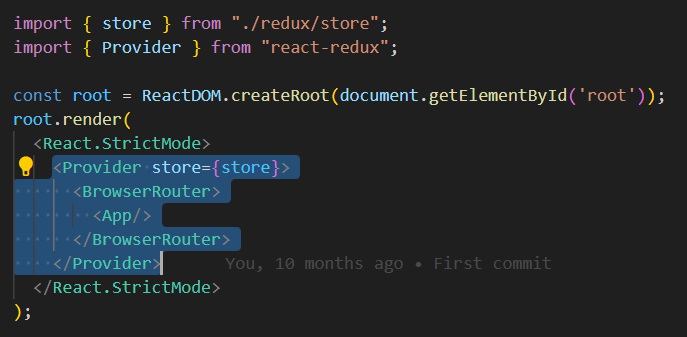 import { store } from "./redux/store";
import { Provider } from "react-redux";
const root = ReactDOM.createRoot(document.getElementById('root'));
root.render(
<React.StrictMode>
<Provider store={store}>
<BrowserRouter>
<App/>
</BrowserRouter>
</Provider> You, 10 months ago • First commit
</React.StrictMode>
);